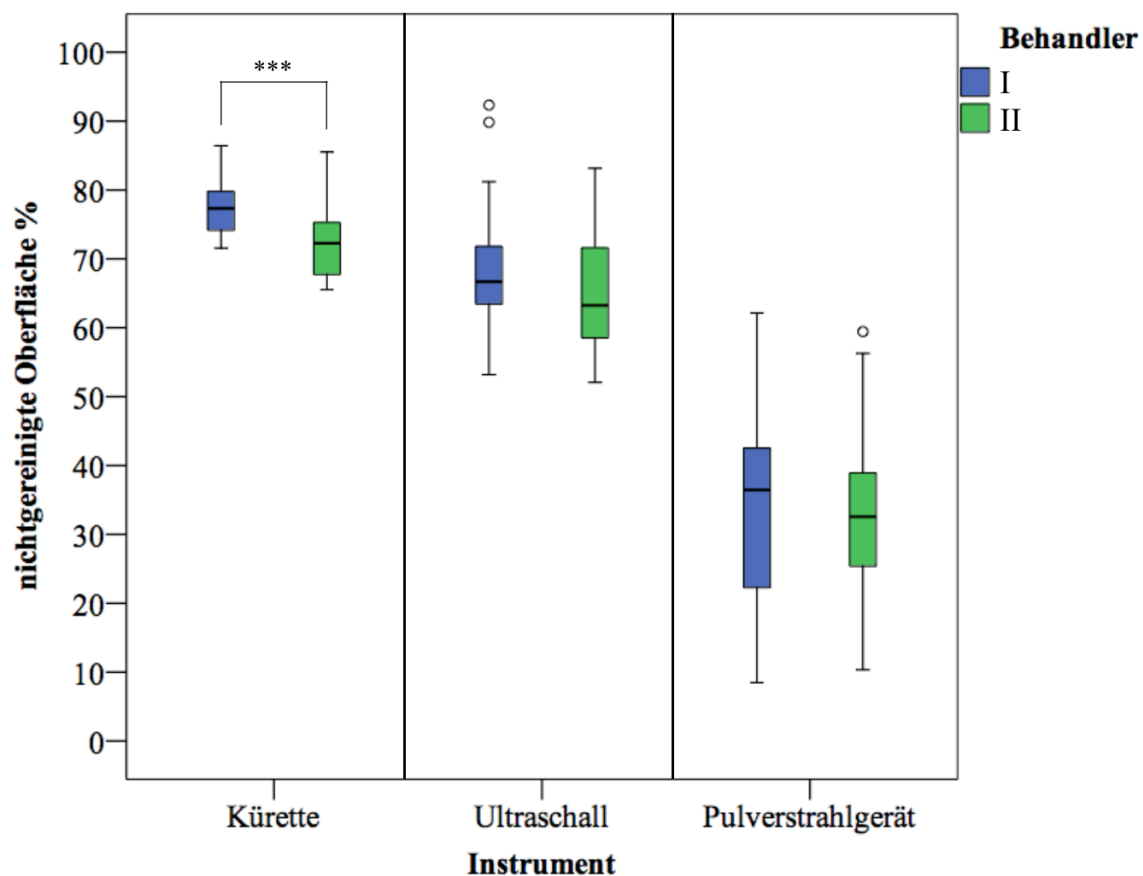 Behandler
I
II
***
100
90
80
70
60
50
40
30
20
10
0
nichtgereinigte Oberfläche %
Kürette
Ultraschall
Pulverstrahlgerät
Instrument